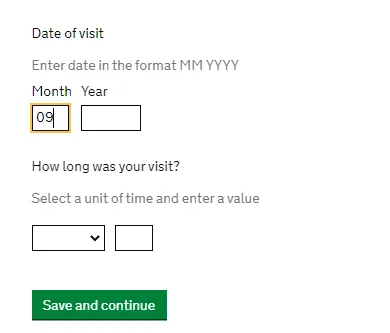 Date of visit
Enter date in the format MM YYYY
Month Year
09
How long was your visit?
Select a unit of time and enter a value
Save and continue